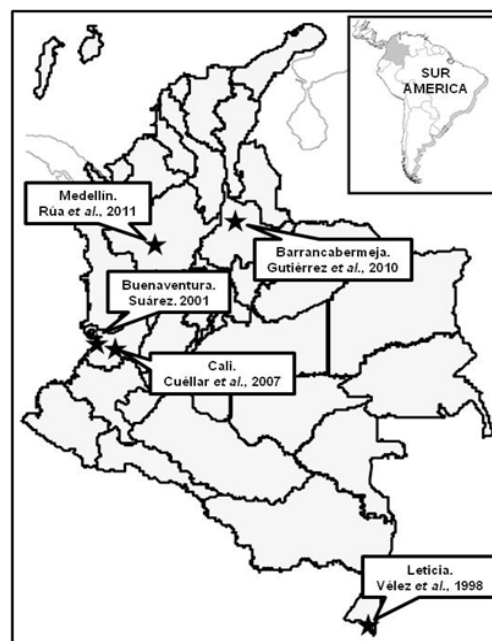 SUR
AMERICA
Medellín.
Rúa et al., 2011
Barrancabermeja.
Gutiérrez et al., 2010
Buenaventura.
Suárez. 2001
Cali.
Cuéllar et al., 2007
Leticia.
Vélez et al., 1998